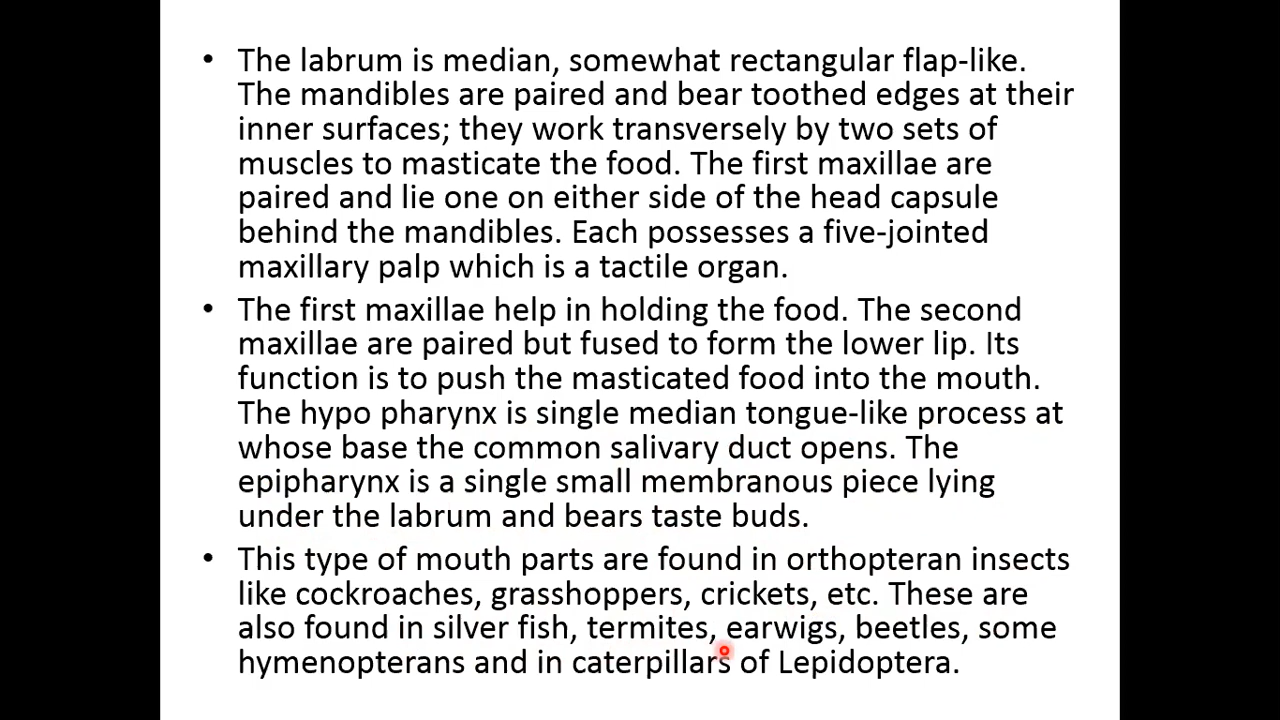 • The labrum is median, somewhat rectangular flap-like.
The mandibles are paired and bear toothed edges at their
inner surfaces; they work transversely by two sets of
muscles to masticate the food. The first maxillae are
paired and lie one on either side of the head capsule
behind the mandibles. Each possesses a five-jointed
maxillary palp which is a tactile organ.
• The first maxillae help in holding the food. The second
maxillae are paired but fused to form the lower lip. Its
function is to push the masticated food into the mouth.
The hypo pharynx is single median tongue-like process at
whose base the common salivary duct opens. The
epipharynx is a single small membranous piece lying
under the labrum and bears taste buds.
• This type of mouth parts are found in orthopteran insects
like cockroaches, grasshoppers, crickets, etc. These are
also found in silver fish, termites, earwigs, beetles, some
hymenopterans and in caterpillars of Lepidoptera.